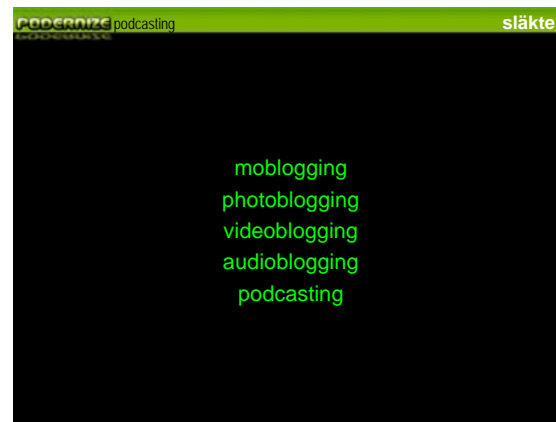 PODERNIZE podcasting släkte
moblogging
photoblogging
videoblogging
audioblogging
podcasting